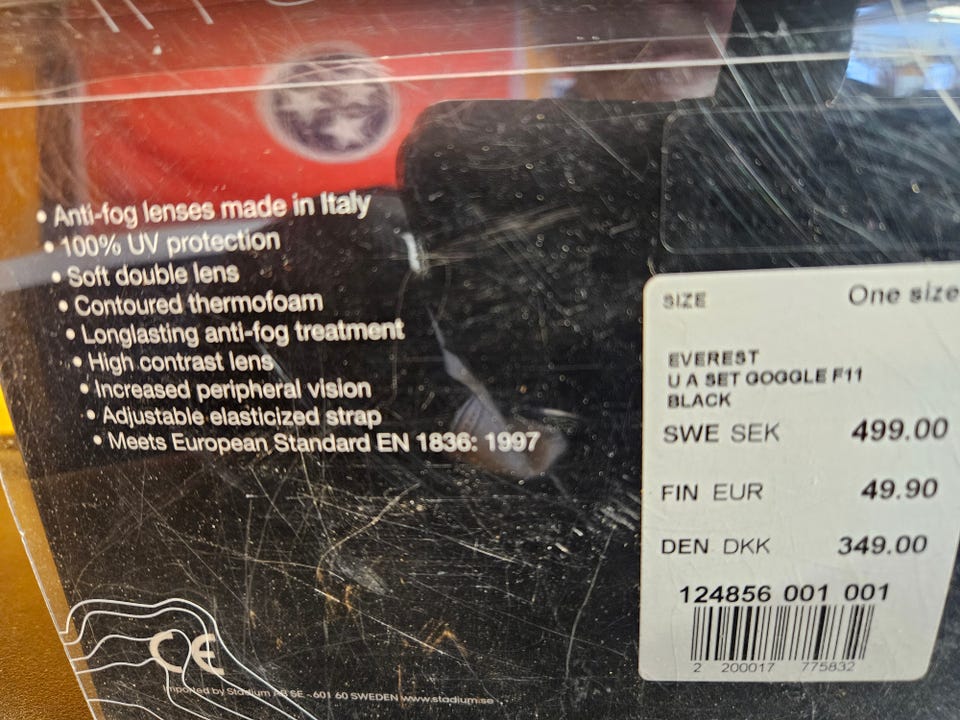 • Anti-fog lenses made in Italy
• 100% UV protection
• Soft double lens
• Contoured thermofoam
• Longlasting anti-fog treatment
• High contrast lens
• Increased peripheral vision
• Adjustable elasticized strap
• Meets European Standard EN 1836: 1997
CE
Imported by Stadium AB SE - 601 60 SWEDEN www.stadium.se
SIZE One size
EVEREST
U A SET GOGGLE F11
BLACK
SWE SEK 499.00
FIN EUR 49.90
DEN DKK 349.00
124856 001 001
2 200017 775832